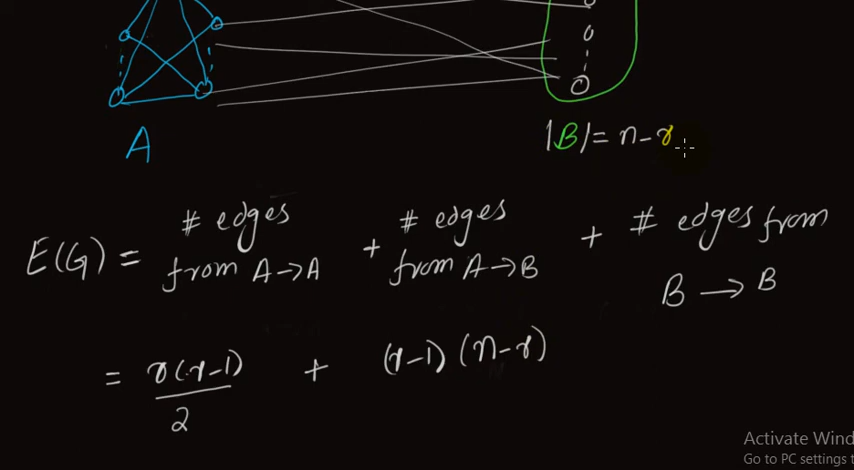 A
|B| = n - r
E(G) = # edges from A→A + # edges from A→B + # edges from B → B
= r(r-1)/2 + (r-1)(n-r)
Activate Wind
Go to PC settings t